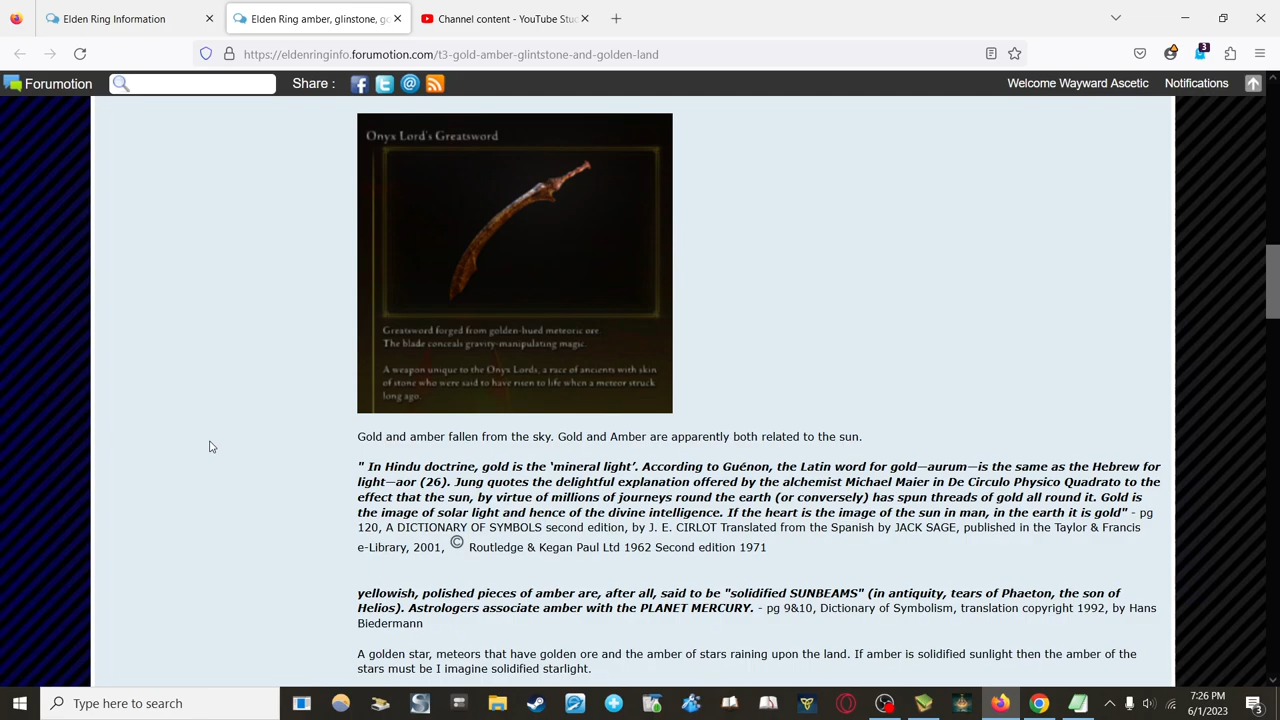 Elden Ring Information
Elden Ring amber, glinstone, go
Channel content - YouTube Stu
https://eldenringinfo.forumotion.com/t3-gold-amber-glintstone-and-golden-land
3
Forumotion
Share :
Welcome Wayward Ascetic
Notifications
Onyx Lord's Greatsword
Greatsword forged from golden-hued meteoric ore.
The blade conceals gravity-manipulating magic.
A weapon unique to the Onyx Lords, a race of ancients with skin
of stone who were said to have risen to life when a meteor struck
long ago.
Gold and amber fallen from the sky. Gold and Amber are apparently both related to the sun.
" In Hindu doctrine, gold is the ‘mineral light’. According to Guénon, the Latin word for gold—aurum—is the same as the Hebrew for
light—aor (26). Jung quotes the delightful explanation offered by the alchemist Michael Maier in De Circulo Physico Quadrato to the
effect that the sun, by virtue of millions of journeys round the earth (or conversely) has spun threads of gold all round it. Gold is
the image of solar light and hence of the divine intelligence. If the heart is the image of the sun in man, in the earth it is gold" - pg
120, A DICTIONARY OF SYMBOLS second edition, by J. E. CIRLOT Translated from the Spanish by JACK SAGE, published in the Taylor & Francis
e-Library, 2001, © Routledge & Kegan Paul Ltd 1962 Second edition 1971
yellowish, polished pieces of amber are, after all, said to be "solidified SUNBEAMS" (in antiquity, tears of Phaeton, the son of
Helios). Astrologers associate amber with the PLANET MERCURY. - pg 9&10, Dictionary of Symbolism, translation copyright 1992, by Hans
Biedermann
A golden star, meteors that have golden ore and the amber of stars raining upon the land. If amber is solidified sunlight then the amber of the
stars must be I imagine solidified starlight.
Type here to search
7:26 PM
6/1/2023
3